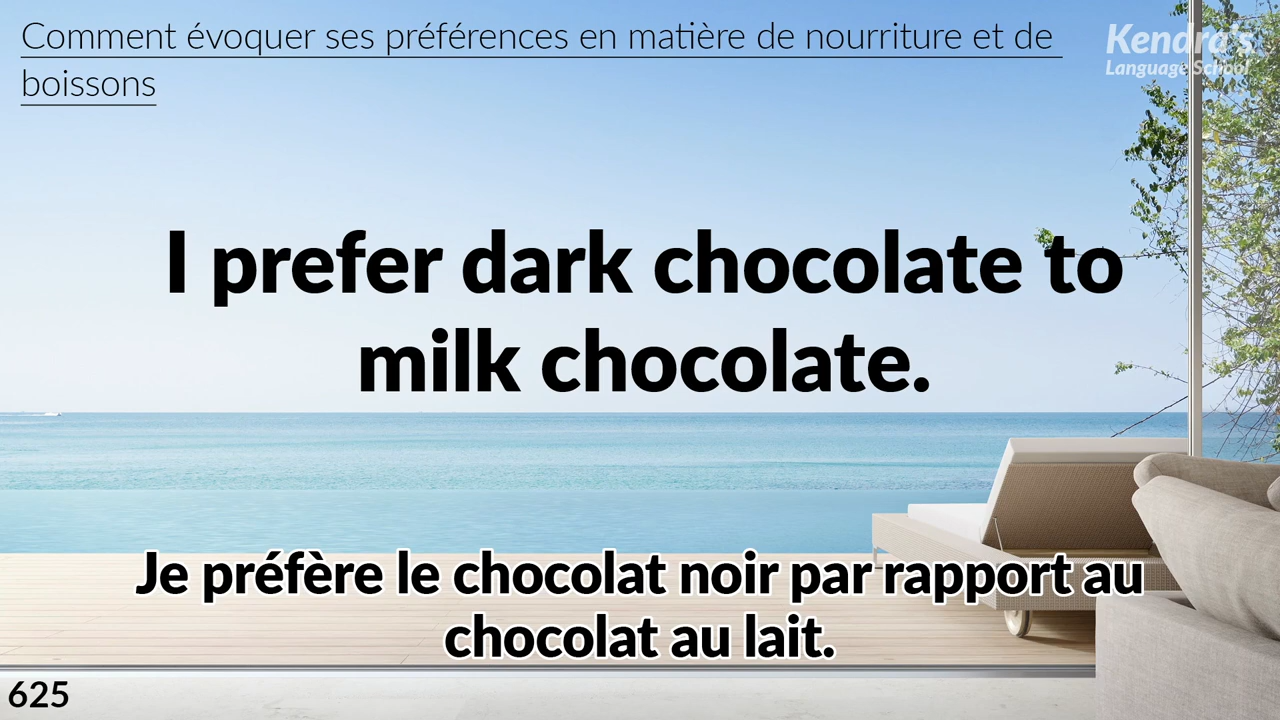 Comment évoquer ses préférences en matière de nourriture et de
boissons
Kendra's
Language School
I prefer dark chocolate to
milk chocolate.
Je préfère le chocolat noir par rapport au
chocolat au lait.
625